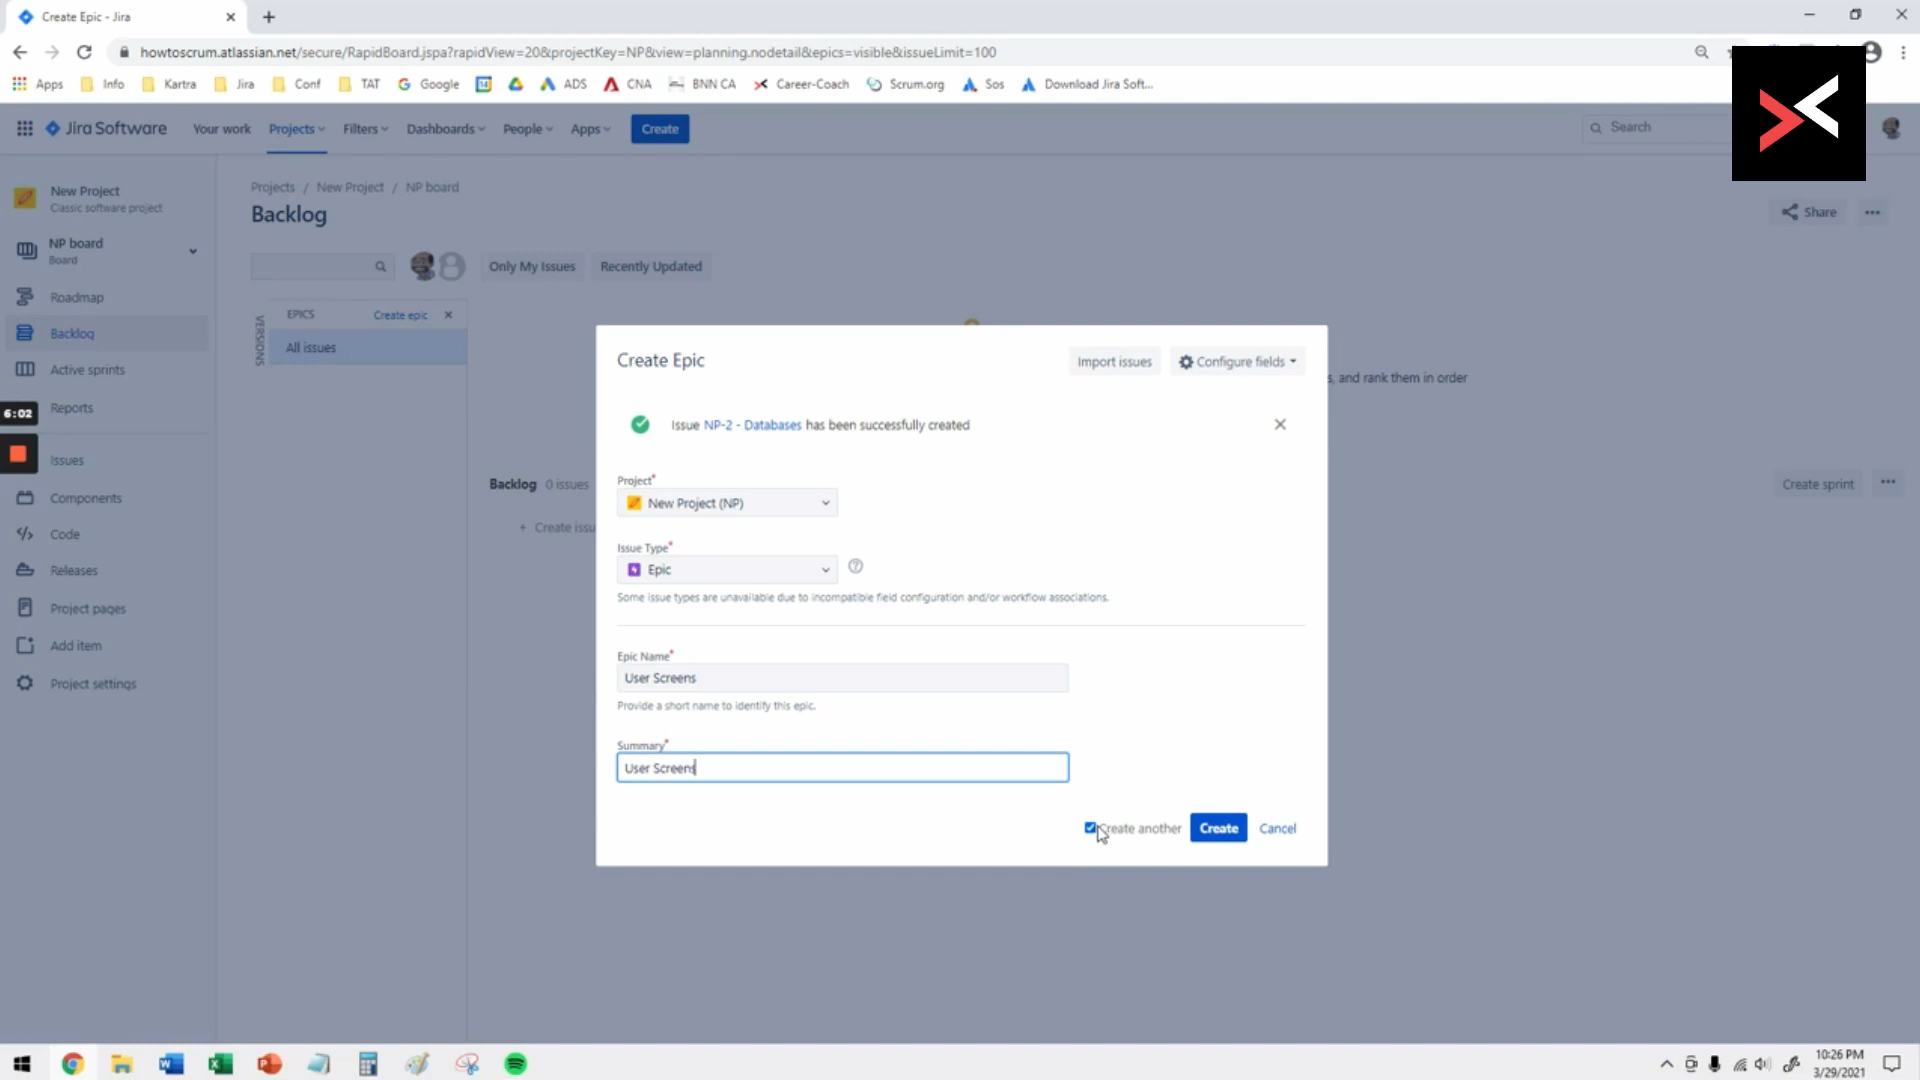 Create Epic - Jira
howtoscrum.atlassian.net/secure/RapidBoard.jspa?rapidView=20&projectKey=NP&view=planning.nodetail&epics=visible&issueLimit=100
Apps Info Kartra Jira Conf TAT Google ADS CNA BNN CA Career-Coach Scrum.org Sos Download Jira Soft...
Jira Software Your work Projects Filters Dashboards People Apps Create Search
New Project
Classic software project
NP board
Board
Roadmap
Backlog
Active sprints
Reports
6:02
Issues
Components
Code
Releases
Project pages
Add item
Project settings
Projects / New Project / NP board
Backlog
Share
Only My Issues Recently Updated
VERSIONS
EPICS Create epic
All issues
s, and rank them in order
Backlog 0 issues
Create sprint
+ Create issu
Create Epic
Import issues Configure fields
Issue NP-2 - Databases has been successfully created
Project*
New Project (NP)
Issue Type*
Epic
Some issue types are unavailable due to incompatible field configuration and/or workflow associations.
Epic Name*
User Screens
Provide a short name to identify this epic.
Summary*
User Screens
Create another Create Cancel
10:26 PM
3/29/2021